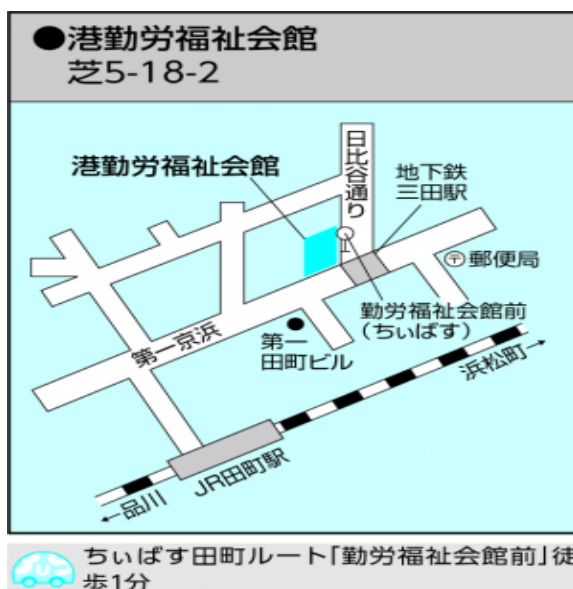 ●港勤労福祉会館
芝5-18-2
港勤労福祉会館
日比谷通り
地下鉄
三田駅
〒郵便局
勤労福祉会館前
(ちぃばす)
第一京浜
第一
田町ビル
浜松町→
JR田町駅
←品川
ちぃばす田町ルート「勤労福祉会館前」徒
歩1分